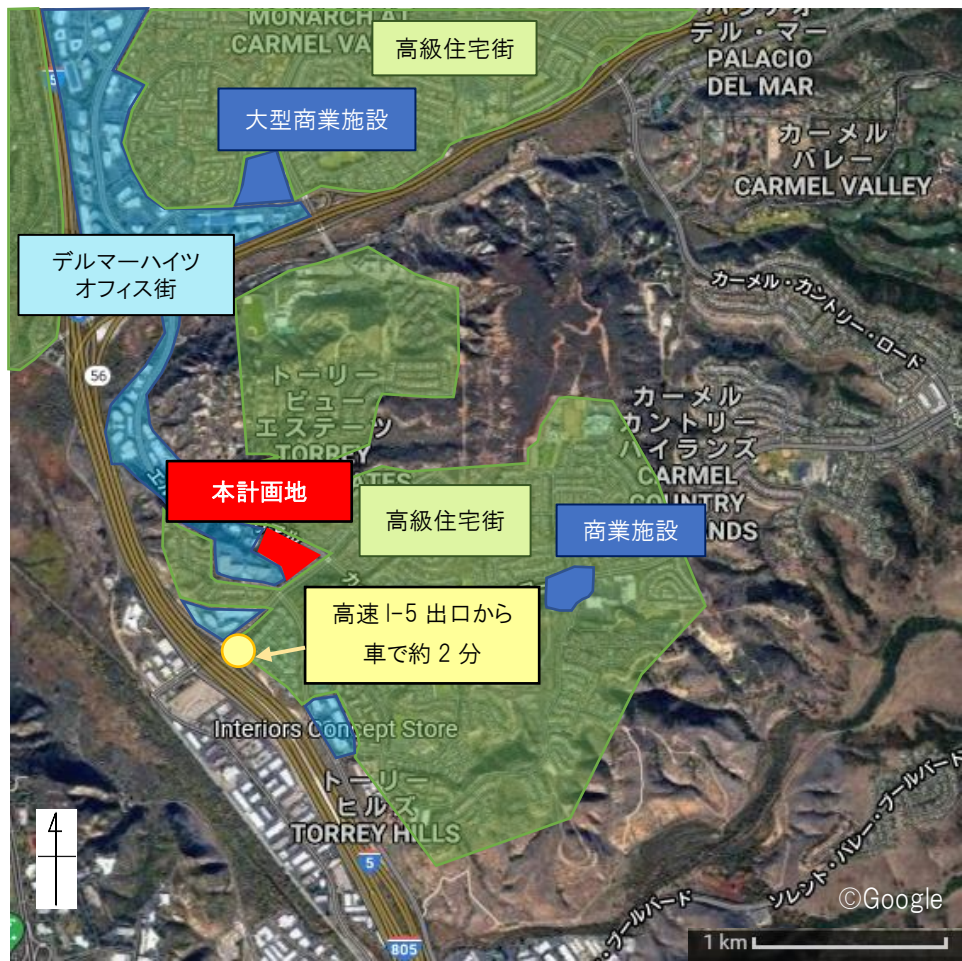 MONARCH AT
CARMEL VA
高級住宅街
テル・マー
PALACIO
DEL MAR
5
大型商業施設
カーメル
バレー
CARMEL VALLEY
デルマーハイツ
オフィス街
カーメル・カントリー・ロード
56
トーリー
ビュー
エステーツ
TORREY
ATES
カーメル
カントリー
ハイランズ
CARMEL
COUNTRY
NDS
本計画地
高級住宅街
商業施設
高速 I-5 出口から
車で約 2 分
Interiors Concept Store
トーリー
ヒルズ
TORREY HILLS
4
5
805
ソレント・バレー・ブールバード
・ブールバード
©Google
1 km